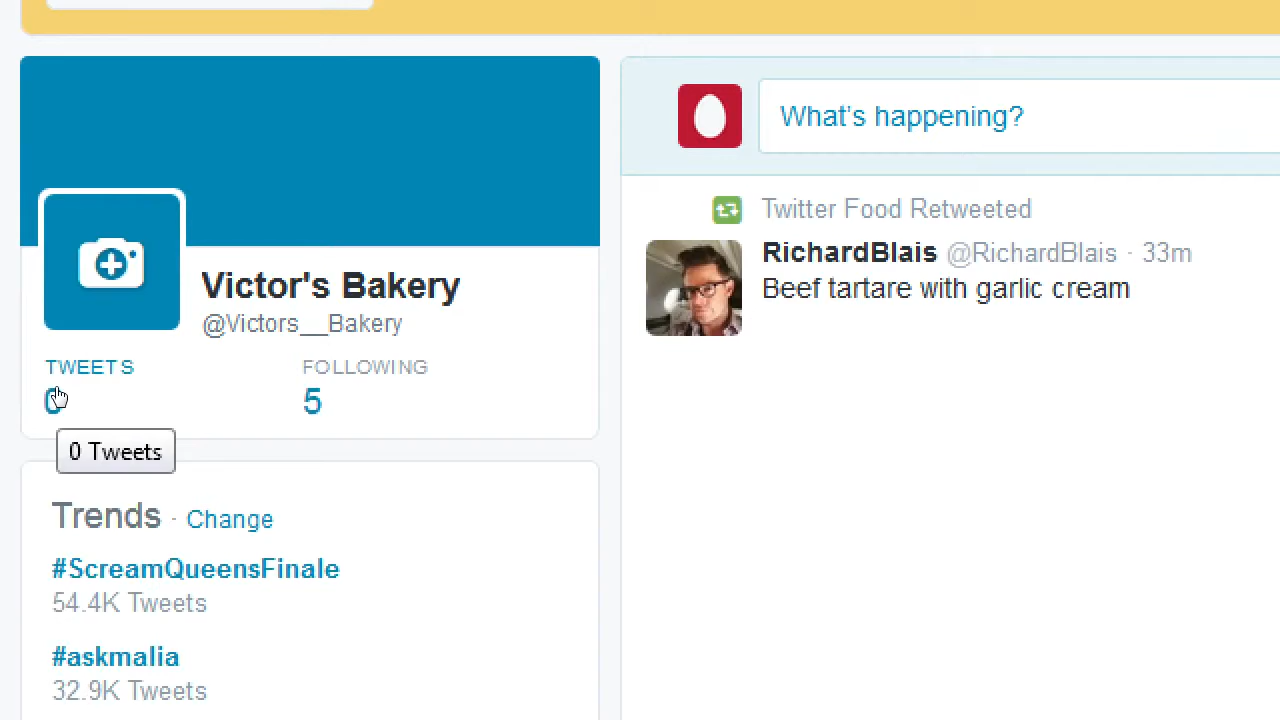 What's happening?
Twitter Food Retweeted
RichardBlais @RichardBlais · 33m
Beef tartare with garlic cream
Victor's Bakery
@Victors__Bakery
TWEETS
0
FOLLOWING
5
0 Tweets
Trends · Change
#ScreamQueensFinale
54.4K Tweets
#askmalia
32.9K Tweets